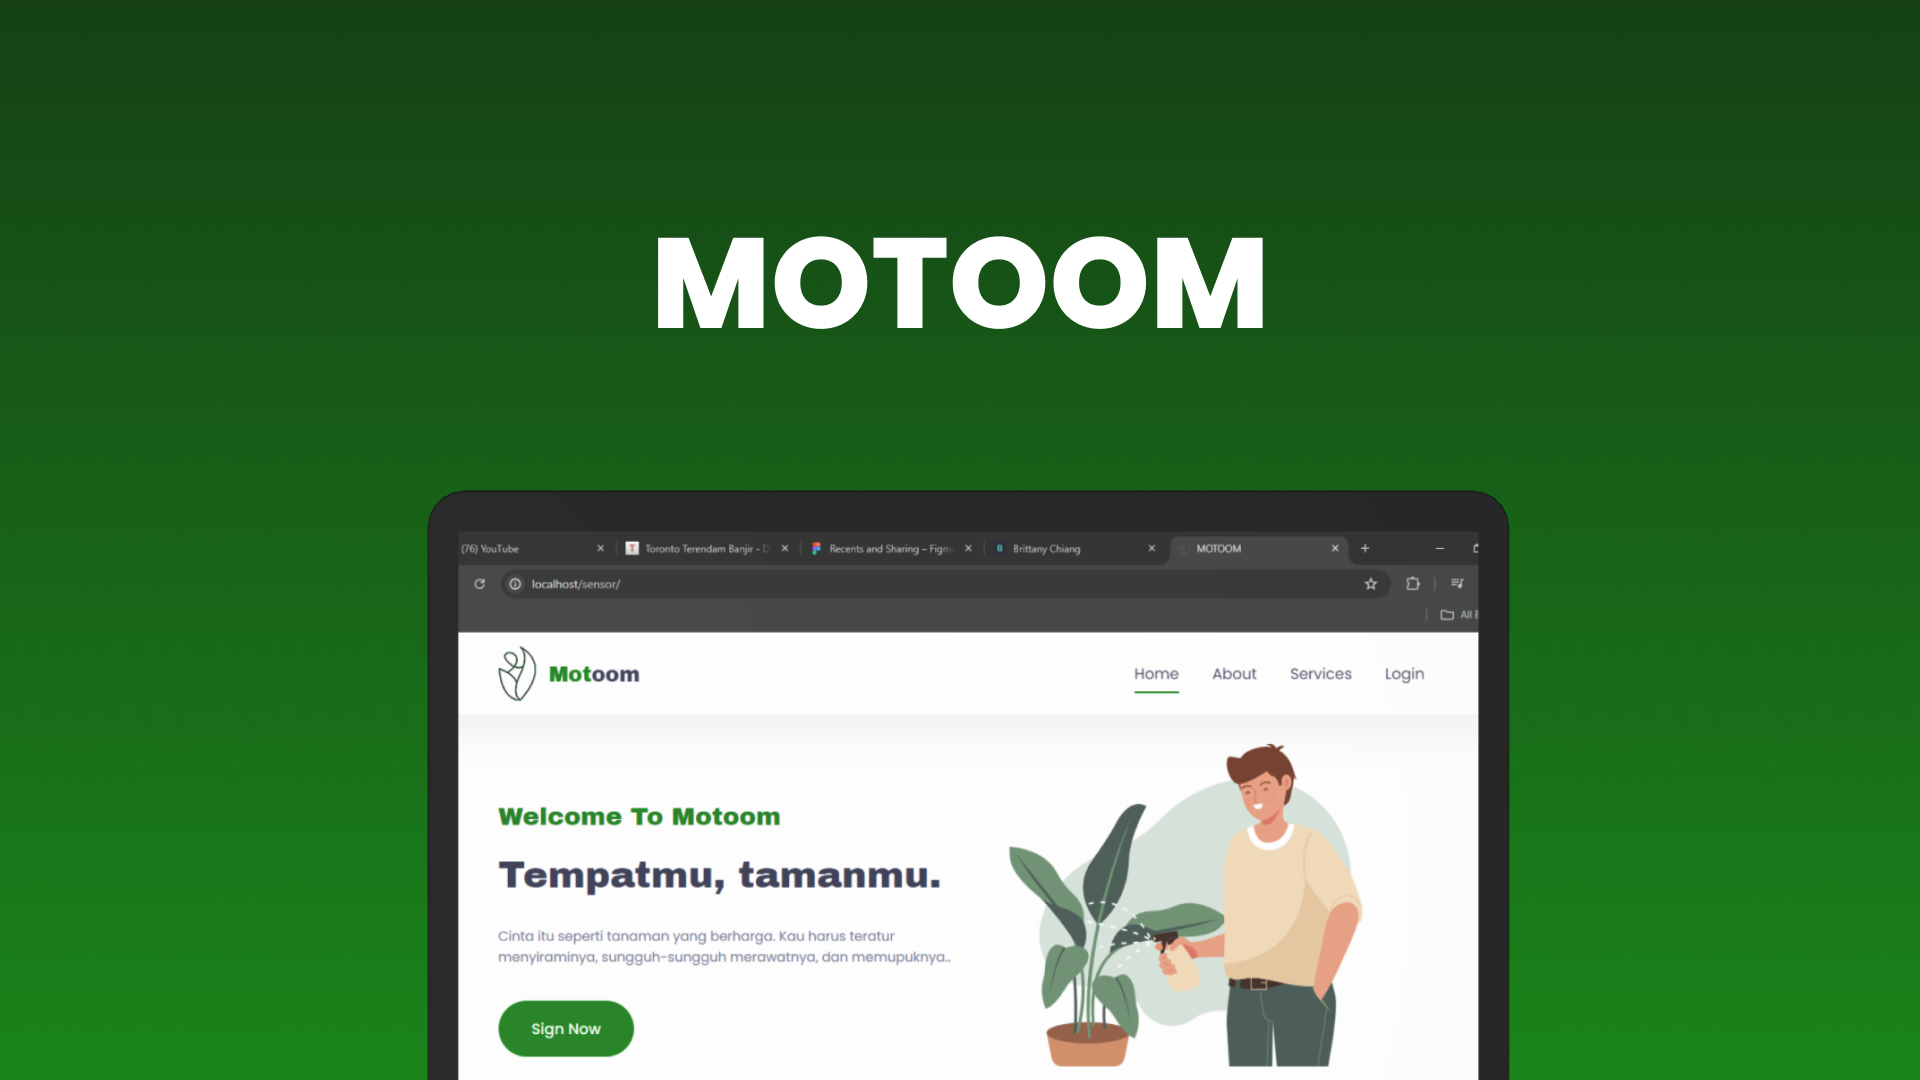 MOTOOM
(76) YouTube
Toronto Terendam Banjir - D
Recents and Sharing – Figm
B
Brittany Chiang
MOTOOM
localhost/sensor/
All B
Motoom
Home
About
Services
Login
Welcome To Motoom
Tempatmu, tamanmu.
Cinta itu seperti tanaman yang berharga. Kau harus teratur
menyiraminya, sungguh-sungguh merawatnya, dan memupuknya..
Sign Now